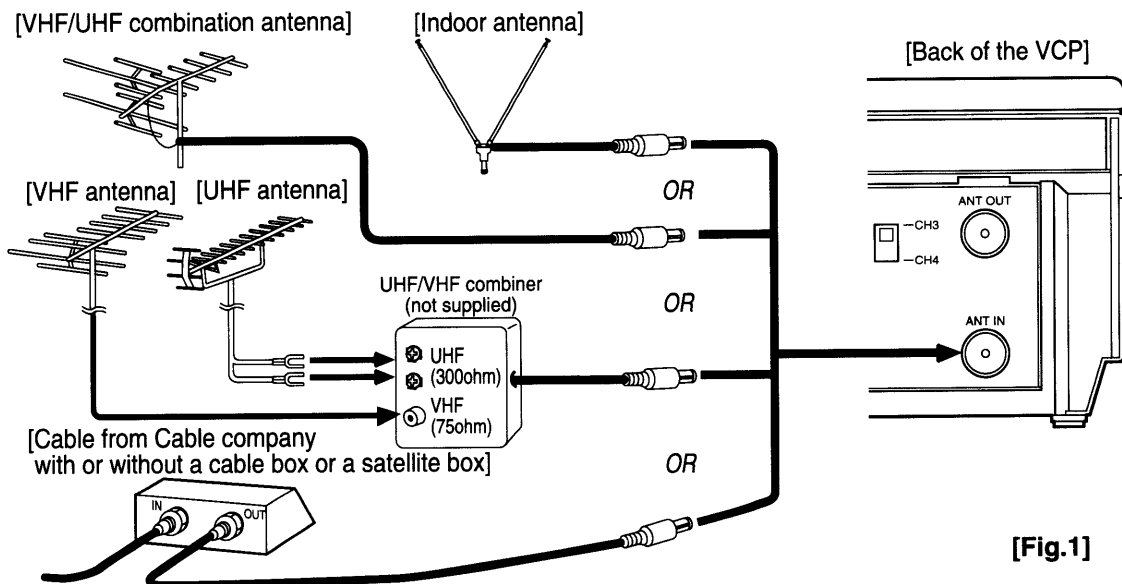 [VHF/UHF combination antenna]
[Indoor antenna]
[Back of the VCP]
OR
[VHF antenna]
[UHF antenna]
ANT OUT
CH3
CH4
UHF/VHF combiner
(not supplied)
OR
ANT IN
UHF
(300ohm)
VHF
(75ohm)
[Cable from Cable company
with or without a cable box or a satellite box]
OR
IN
OUT
[Fig.1]